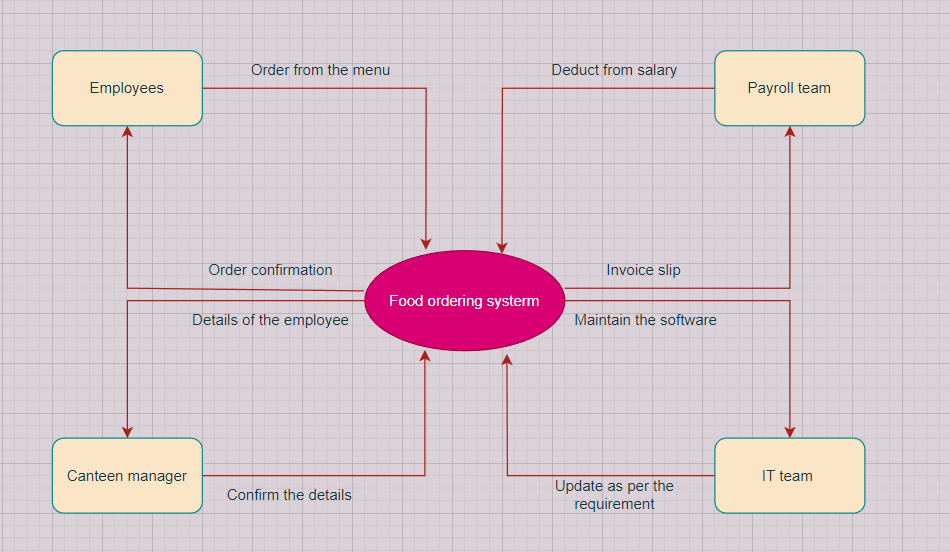 Employees
Order from the menu
Deduct from salary
Payroll team
Order confirmation
Invoice slip
Food ordering systerm
Details of the employee
Maintain the software
Canteen manager
Confirm the details
Update as per the
requirement
IT team